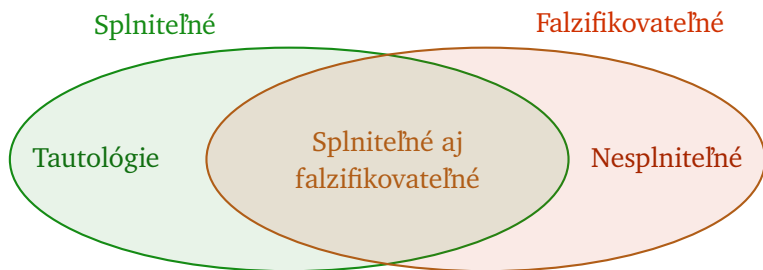 Splniteľné
Falzifikovateľné
Tautológie
Splniteľné aj
falzifikovateľné
Nesplniteľné